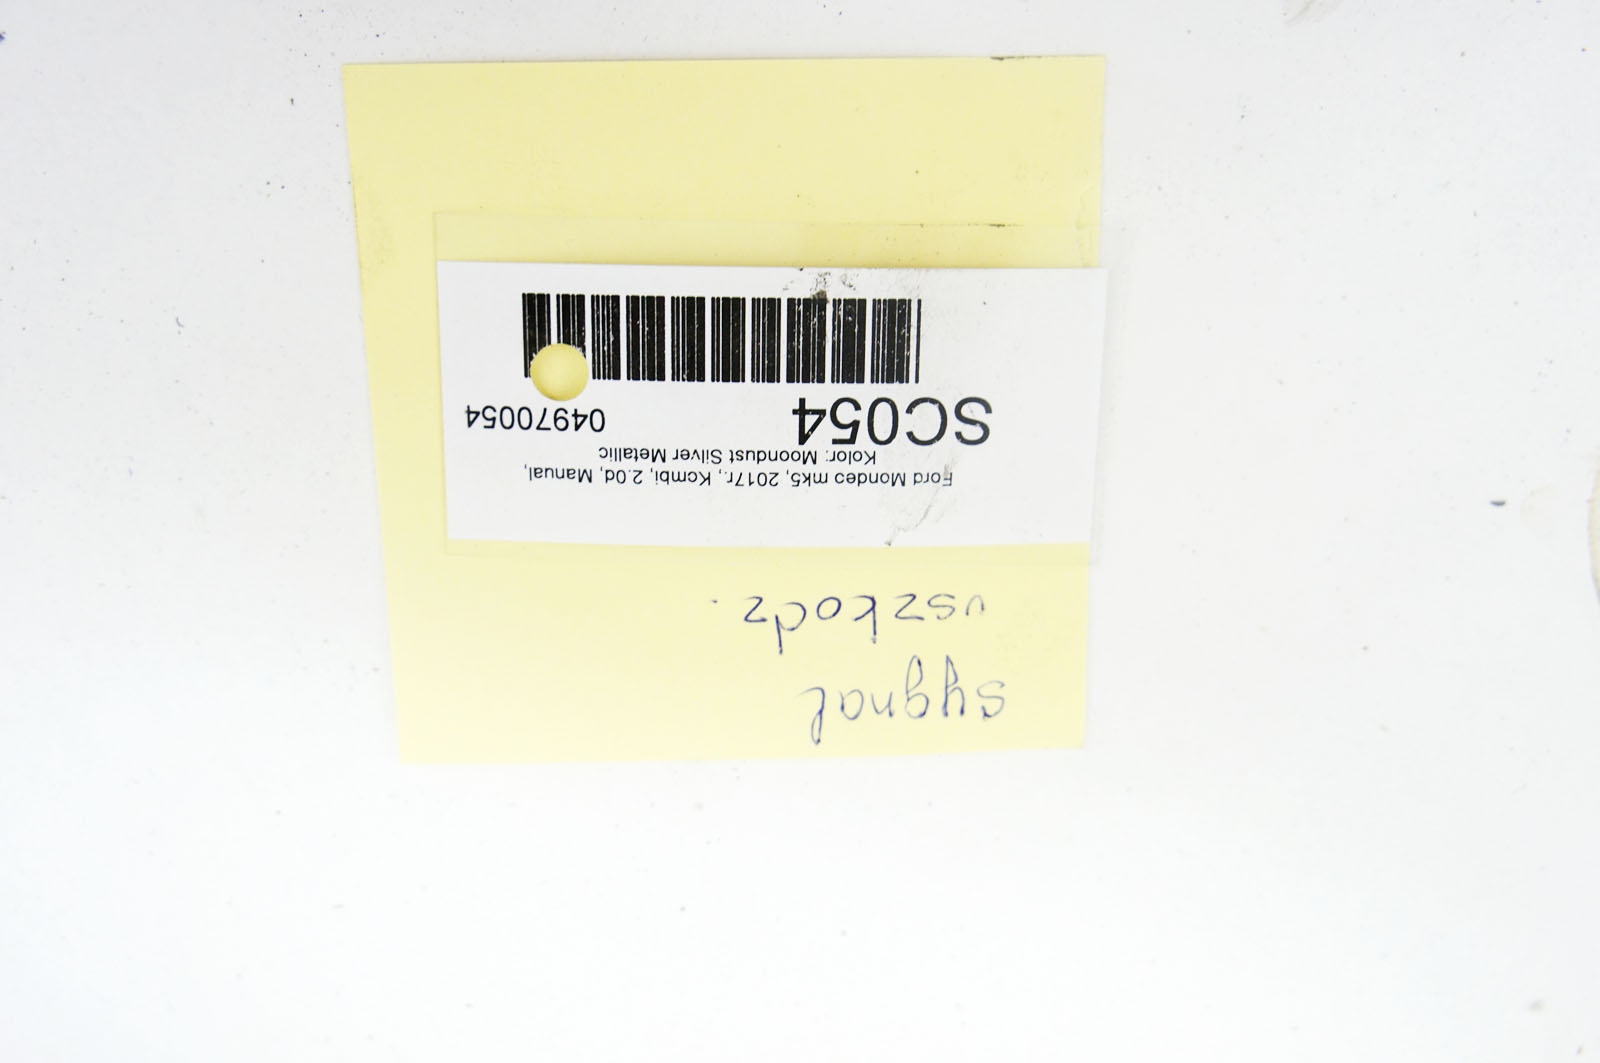 sygnał
uszkodz.
Ford Mondeo mk5, 2017r., Kombi, 2.0d, Manual,
Kolor: Moondust Silver Metallic
SC054 04970054